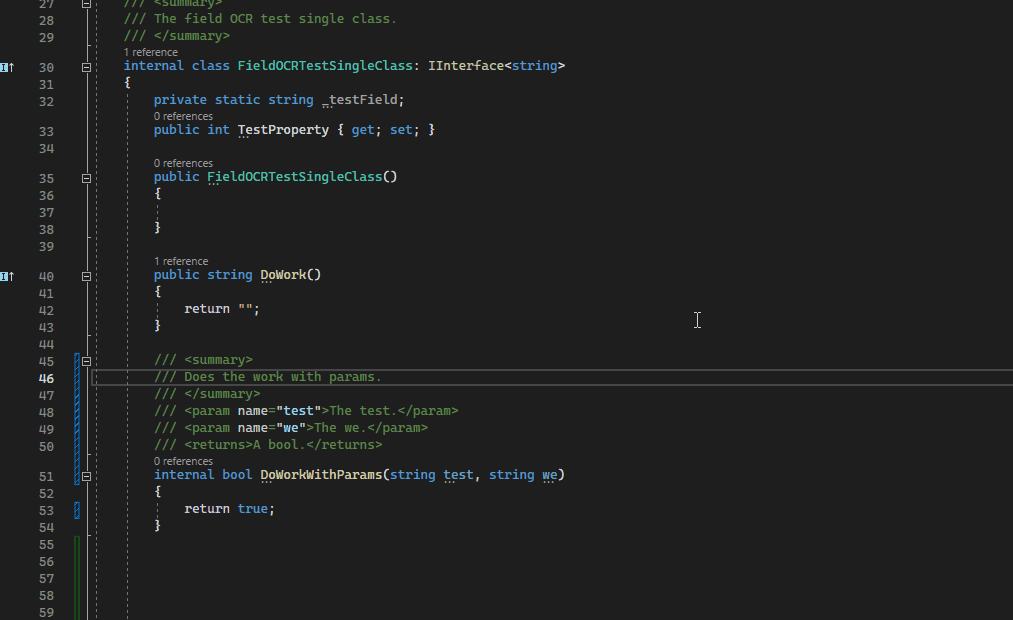 27 /// <summary>
28 /// The field OCR test single class.
29 /// </summary>
1 reference
30 internal class FieldOCRTestSingleClass: IInterface<string>
31 {
32 private static string _testField;
0 references
33 public int TestProperty { get; set; }
34
0 references
35 public FieldOCRTestSingleClass()
36 {
37
38 }
39
1 reference
40 public string DoWork()
41 {
42 return "";
43 }
44
45 /// <summary>
46 /// Does the work with params.
47 /// </summary>
48 /// <param name="test">The test.</param>
49 /// <param name="we">The we.</param>
50 /// <returns>A bool.</returns>
0 references
51 internal bool DoWorkWithParams(string test, string we)
52 {
53 return true;
54 }
55
56
57
58
59